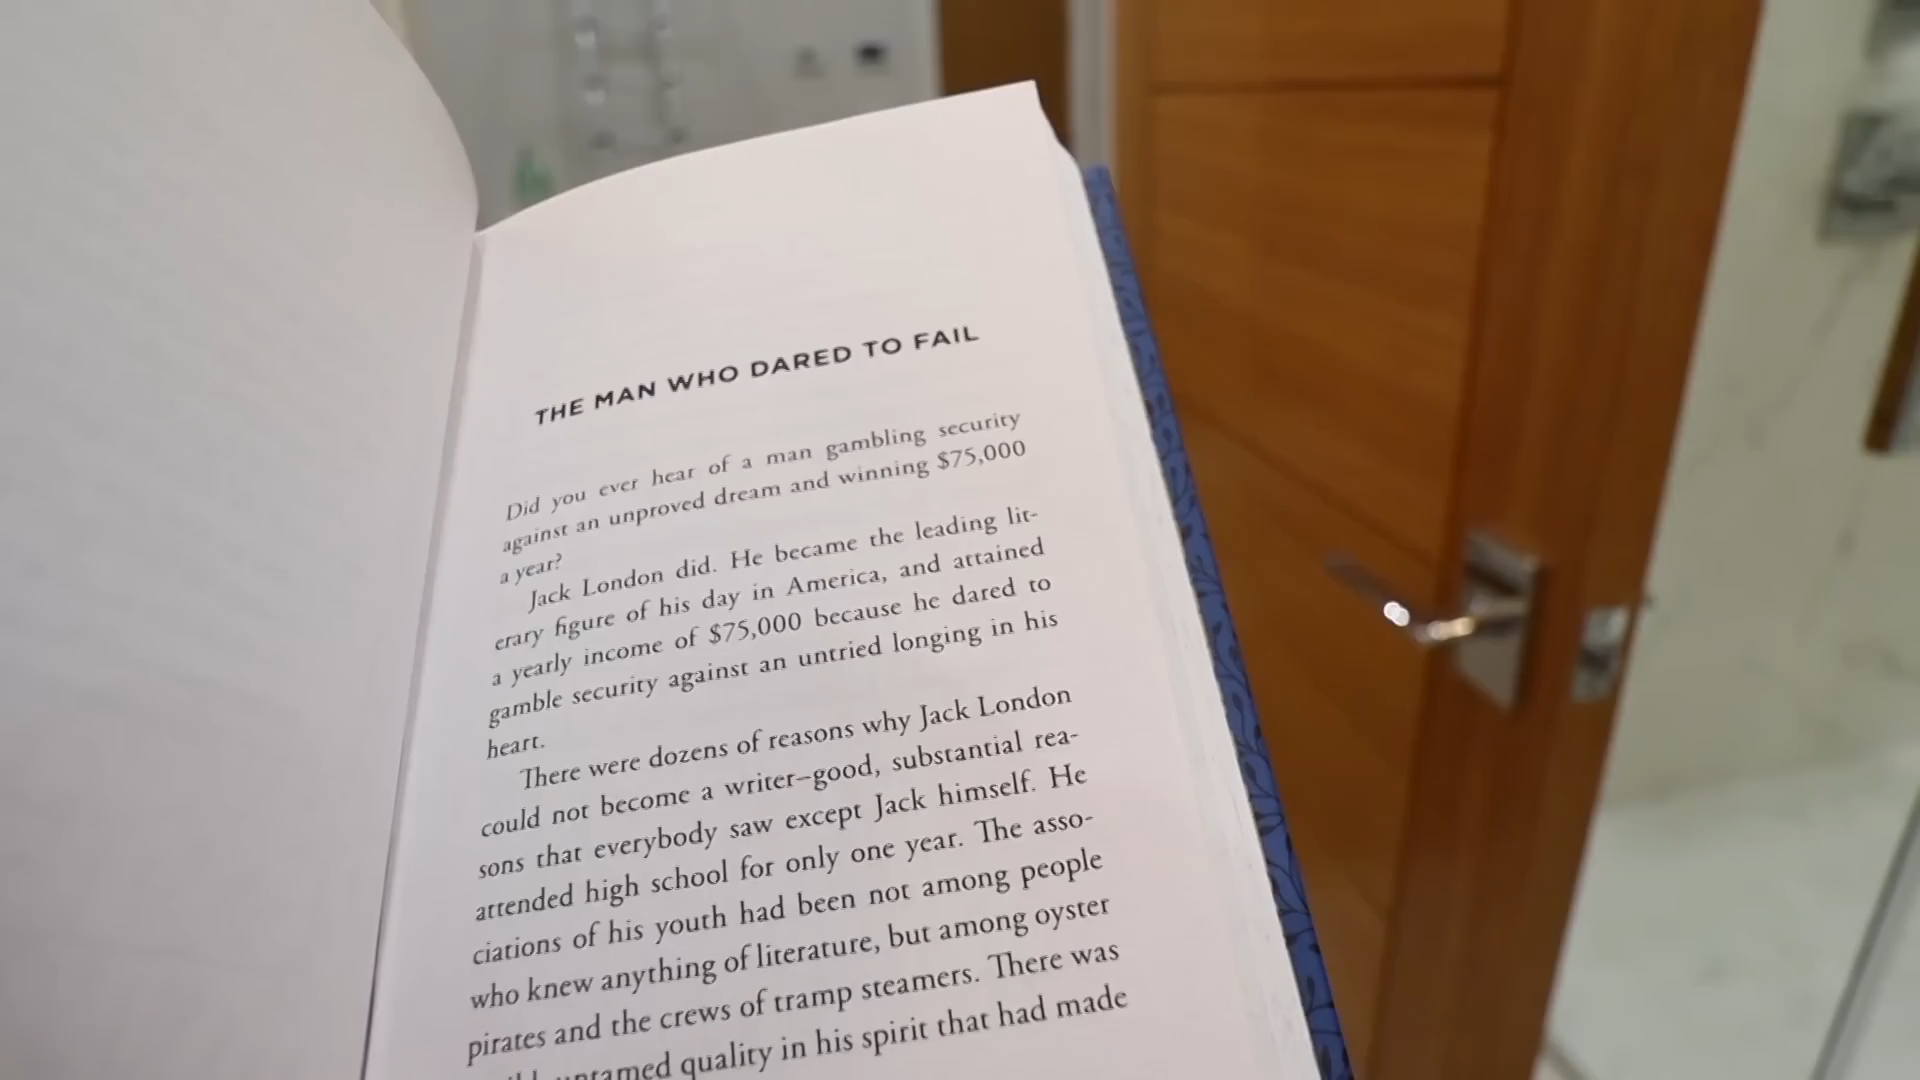 THE MAN WHO DARED TO FAIL
Did you ever hear of a man gambling security
against an unproved dream and winning $75,000
a year?
Jack London did. He became the leading lit-
erary figure of his day in America, and attained
a yearly income of $75,000 because he dared to
gamble security against an untried longing in his
heart.
There were dozens of reasons why Jack London
could not become a writer–good, substantial rea-
sons that everybody saw except Jack himself. He
attended high school for only one year. The asso-
ciations of his youth had been not among people
who knew anything of literature, but among oyster
pirates and the crews of tramp steamers. There was
untamed quality in his spirit that had made